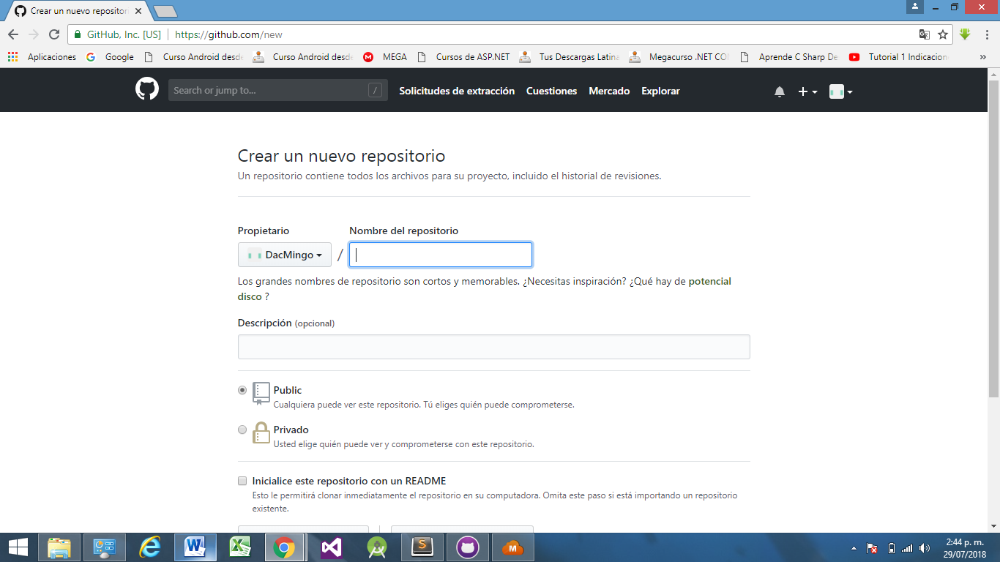 Crear un nuevo repositori
GitHub, Inc. [US]
https://github.com/new
Aplicaciones
Google
Curso Android desde
Curso Android desde
MEGA
Cursos de ASP.NET
Tus Descargas Latina
Megacurso .NET CO
Aprende C Sharp De
Tutorial 1 Indicacion
»
Search or jump to...
/
Solicitudes de extracción
Cuestiones
Mercado
Explorar
Crear un nuevo repositorio
Un repositorio contiene todos los archivos para su proyecto, incluido el historial de revisiones.
Propietario
Nombre del repositorio
DacMingo
/
Los grandes nombres de repositorio son cortos y memorables. ¿Necesitas inspiración? ¿Qué hay de potencial
disco ?
Descripción (opcional)
Public
Cualquiera puede ver este repositorio. Tú eliges quién puede comprometerse.
Privado
Usted elige quién puede ver y comprometerse con este repositorio.
Inicialice este repositorio con un README
Esto le permitirá clonar inmediatamente el repositorio en su computadora. Omita este paso si está importando un repositorio
existente.
2:44 p. m.
29/07/2018